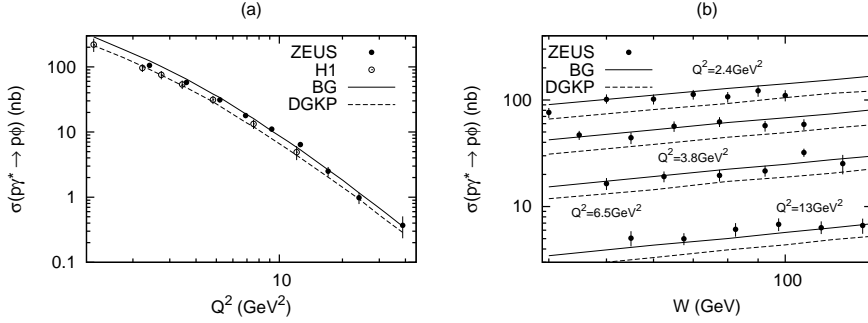 (a)
σ(pγ* → pϕ) (nb)
100
10
1
0.1
ZEUS
H1
BG
DGKP
10
Q² (GeV²)
(b)
σ(pγ* → pϕ) (nb)
100
10
ZEUS
BG
DGKP
Q²=2.4GeV²
Q²=3.8GeV²
Q²=6.5GeV²
Q²=13GeV²
100
W (GeV)